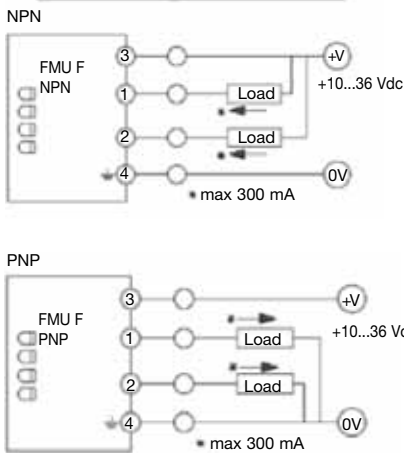 NPN
3
+V
FMU F
NPN
+10...36 Vdc
1
Load
2
Load
4
0V
max 300 mA
PNP
3
+V
FMU F
PNP
+10...36 Vd
1
Load
2
Load
4
0V
max 300 mA